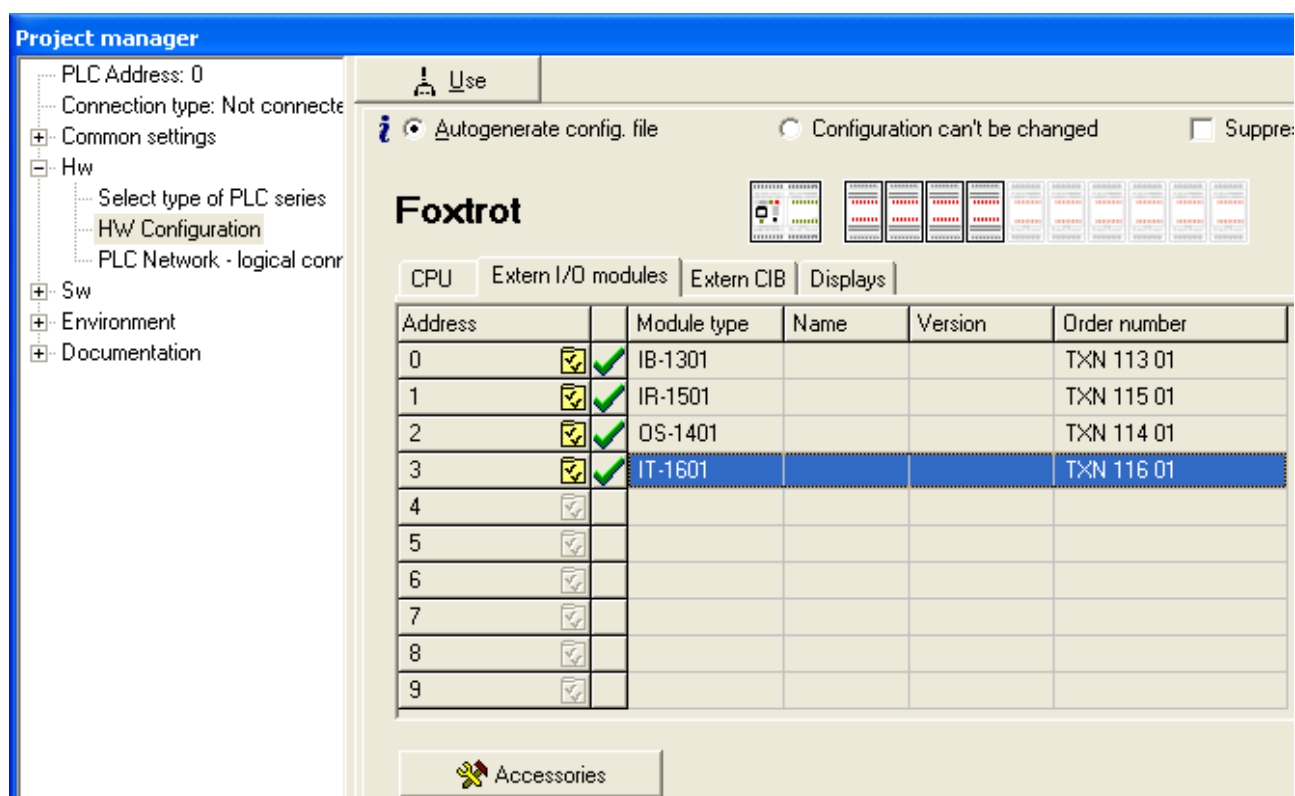 Project manager
PLC Address: 0
Connection type: Not connecte
Common settings
Hw
Select type of PLC series
HW Configuration
PLC Network - logical conr
Sw
Environment
Documentation
Use
Autogenerate config. file
Configuration can't be changed
Suppre
Foxtrot
CPU Extern I/O modules Extern CIB Displays
Address Module type Name Version Order number
0 IB-1301 TXN 113 01
1 IR-1501 TXN 115 01
2 OS-1401 TXN 114 01
3 IT-1601 TXN 116 01
4
5
6
7
8
9
Accessories